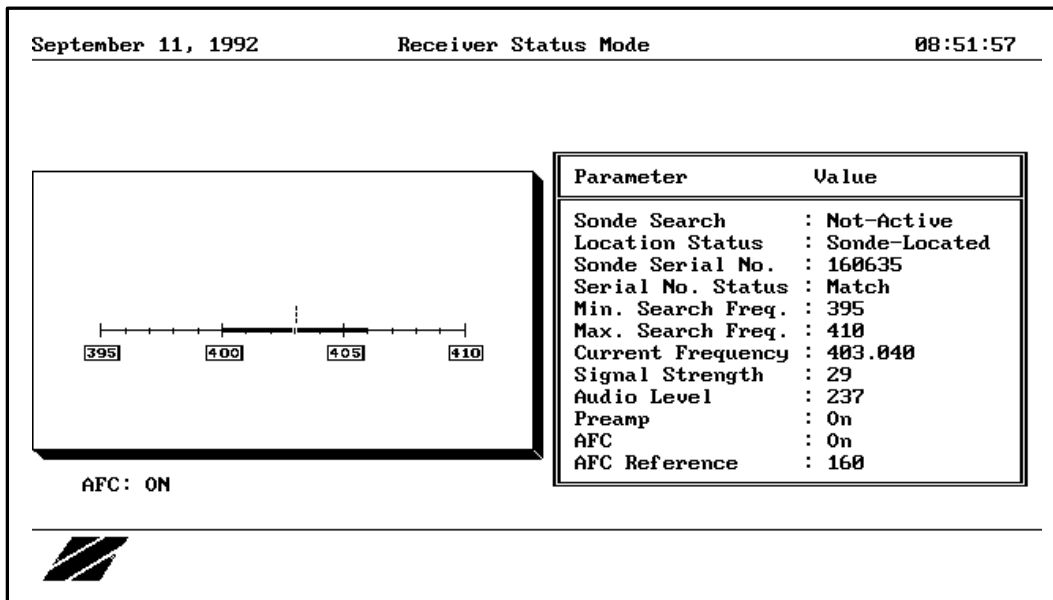 September 11, 1992 Receiver Status Mode 08:51:57
Parameter Value
Sonde Search : Not-Active
Location Status : Sonde-Located
Sonde Serial No. : 160635
Serial No. Status : Match
Min. Search Freq. : 395
Max. Search Freq. : 410
Current Frequency : 403.040
Signal Strength : 29
Audio Level : 237
Preamp : On
AFC : On
AFC Reference : 160
395 400 405 410
AFC: ON